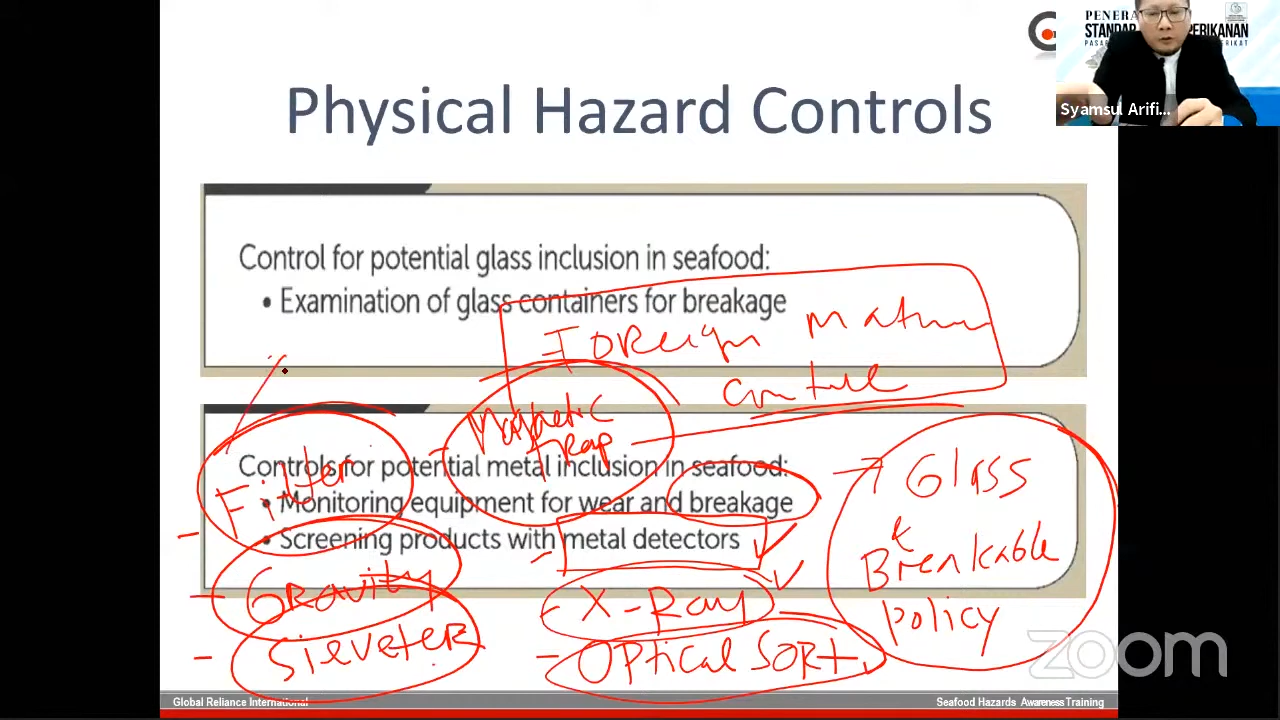 PENERA
STANDAR PERIKANAN
Syamsul Arifi...
Physical Hazard Controls
Control for potential glass inclusion in seafood:
• Examination of glass containers for breakage
Foreign
Magnetic
Trap
Controls for potential metal inclusion in seafood:
• Monitoring equipment for wear and breakage
• Screening products with metal detectors
Filter
- Gravity
- Sieveter
- X-Ray
- Optical Sort
→ Glass
&
Breakable
policy
zoom
Global Reliance International
Seafood Hazards Awareness Training